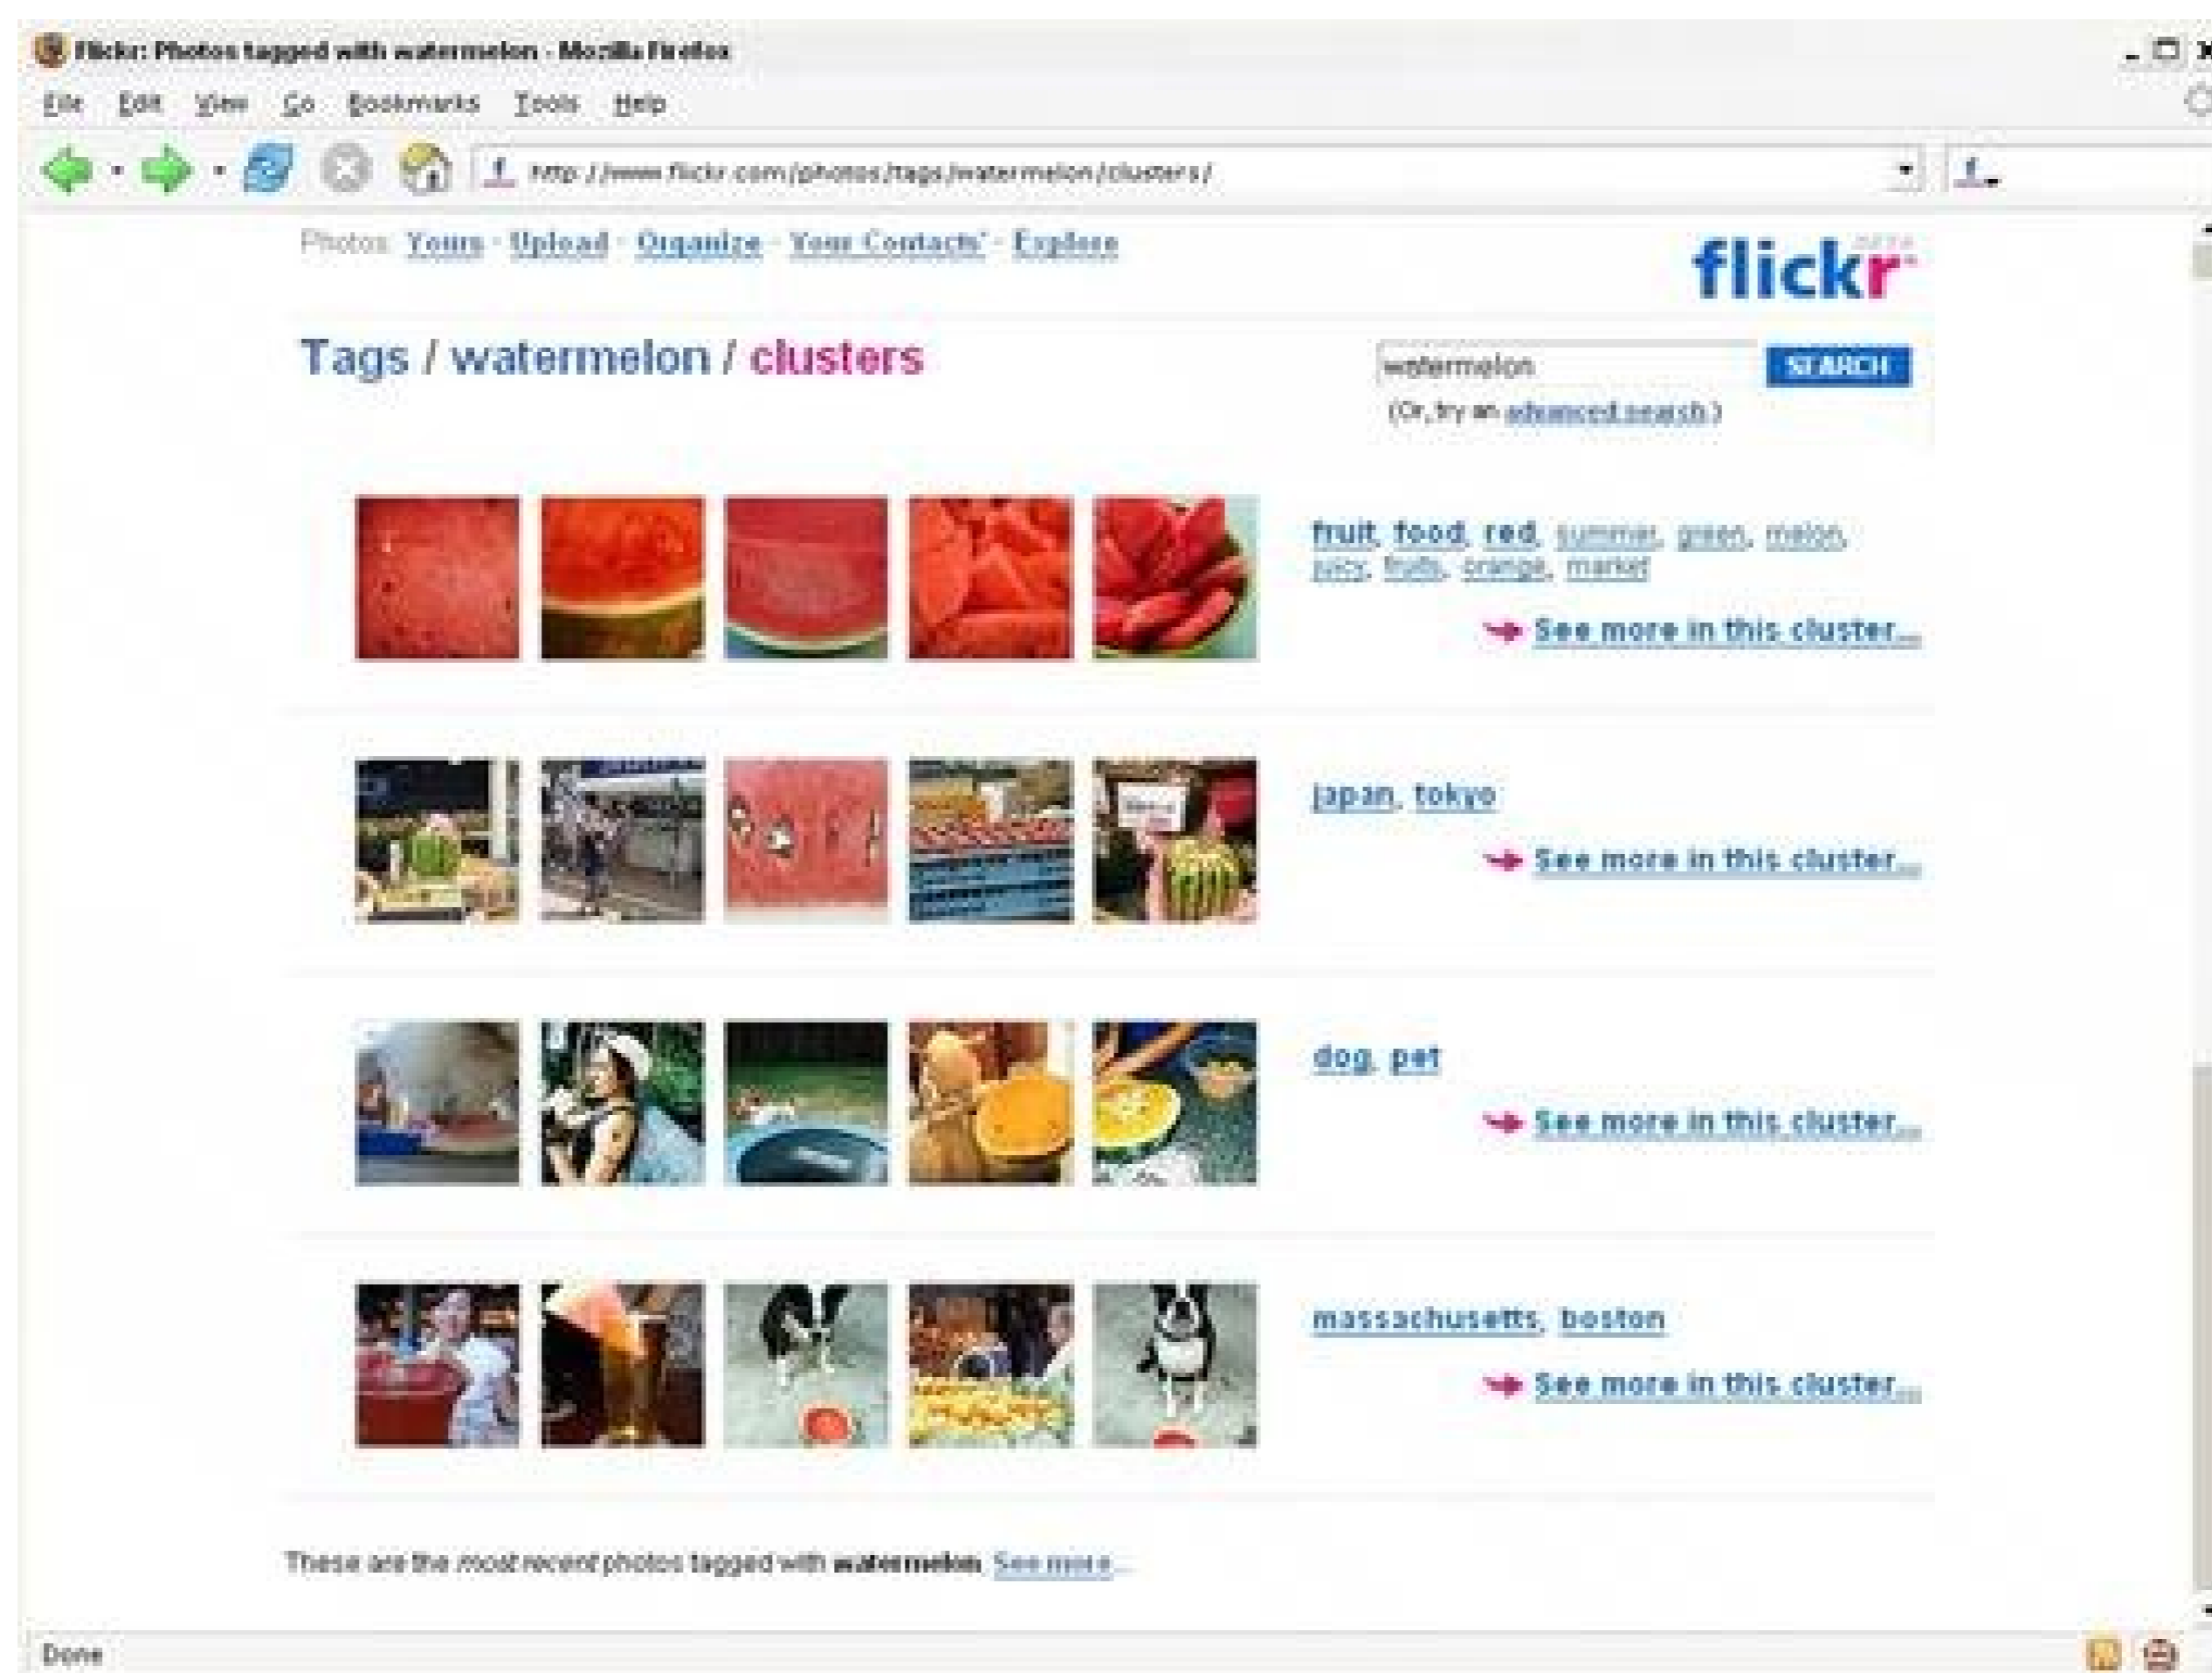 Flickr: Photos tagged with watermelon - Mozilla Firefox
File Edit View Go Bookmarks Tools Help
http://www.flickr.com/photos/tags/watermelon/clusters/
Photos: Yours · Upload · Organize · Your Contacts' · Explore
flickr BETA
Tags / watermelon / clusters
watermelon SEARCH
(Or, try an advanced search.)
fruit, food, red, summer, green, melon,
juicy, fruits, orange, market
See more in this cluster...
japan, tokyo
See more in this cluster...
dog, pet
See more in this cluster...
massachusetts, boston
See more in this cluster...
These are the most recent photos tagged with watermelon. See more...
Done